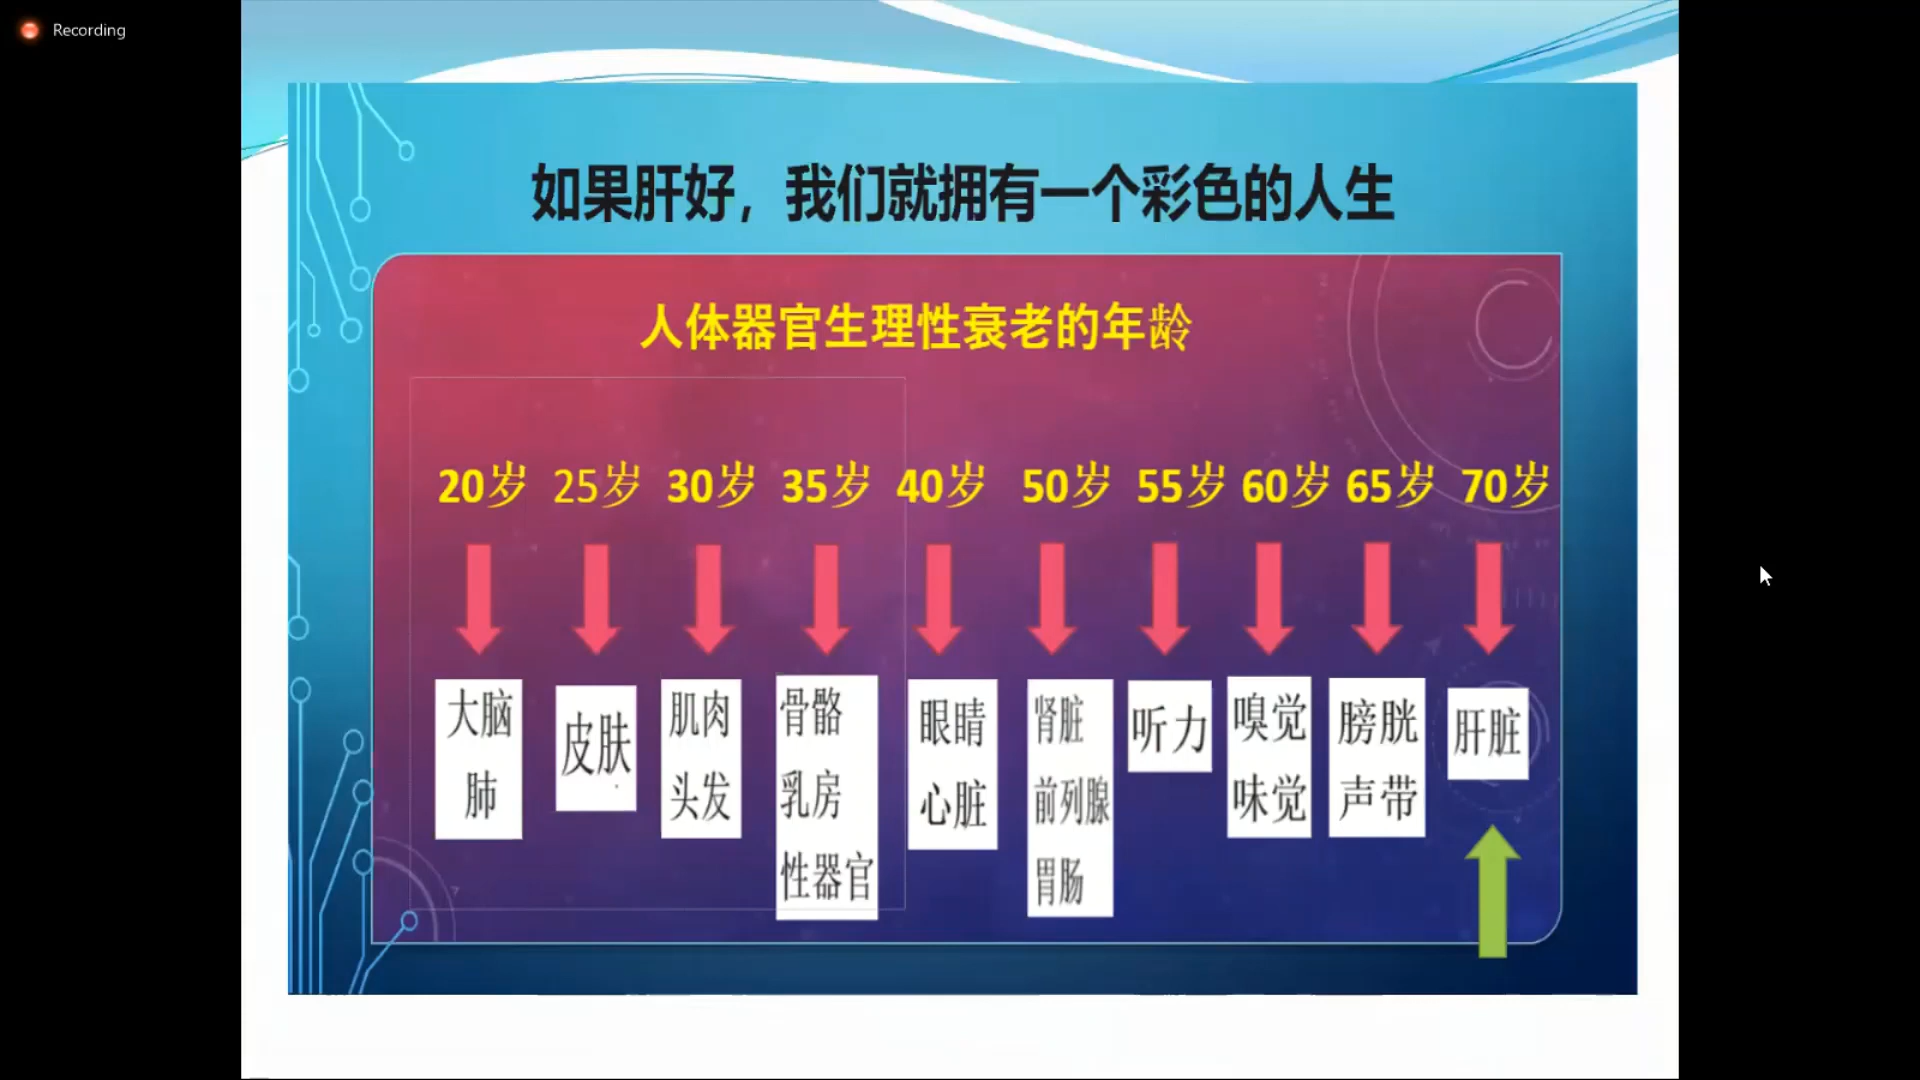 Recording
如果肝好，我们就拥有一个彩色的人生
人体器官生理性衰老的年龄
20岁 25岁 30岁 35岁 40岁 50岁 55岁 60岁 65岁 70岁
大脑
肺
皮肤
肌肉
头发
骨骼
乳房
性器官
眼睛
心脏
肾脏
前列腺
胃肠
听力
嗅觉
味觉
膀胱
声带
肝脏